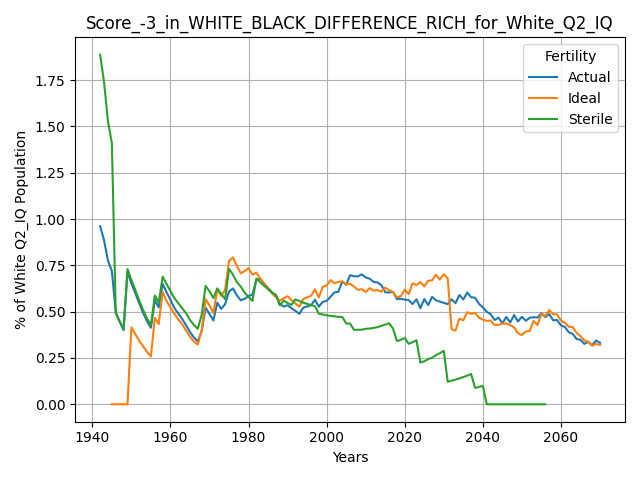 Score_-3_in_WHITE_BLACK_DIFFERENCE_RICH_for_White_Q2_IQ
Fertility
Actual
Ideal
Sterile
% of White Q2_IQ Population
1.75
1.50
1.25
1.00
0.75
0.50
0.25
0.00
1940 1960 1980 2000 2020 2040 2060
Years